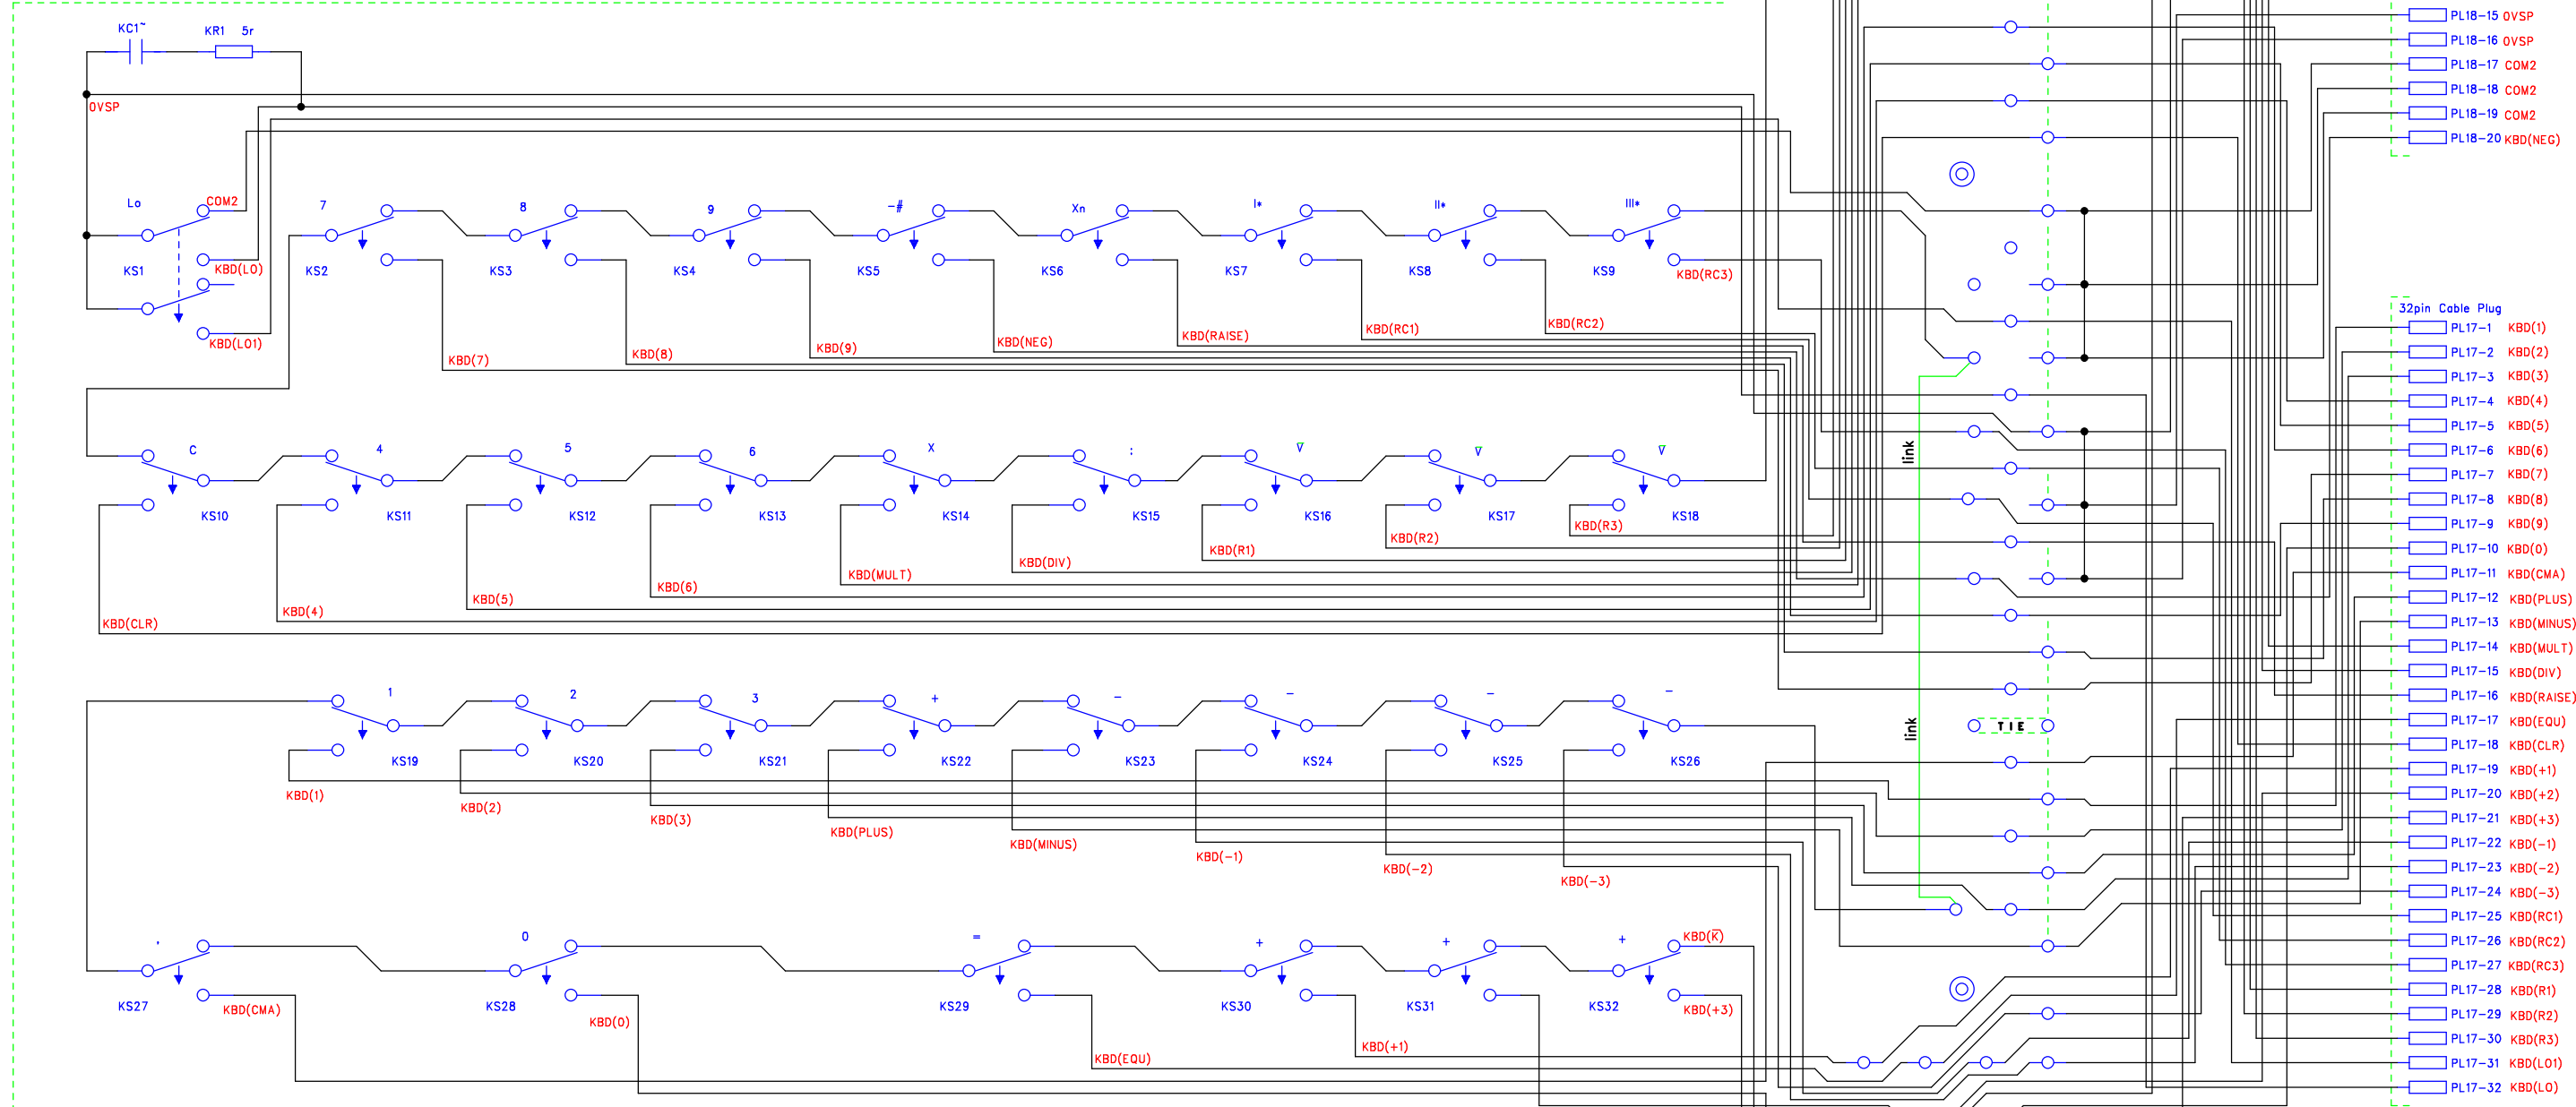 KC1~ KR1 5r
0VSP
Lo COM2 7 8 9 -# Xn I* II* III*
KS1 KBD(LO) KS2 KS3 KS4 KS5 KS6 KS7 KS8 KS9 KBD(RC3)
KBD(LO1) KBD(7) KBD(8) KBD(9) KBD(NEG) KBD(RAISE) KBD(RC1) KBD(RC2)
C 4 5 6 X : V̅ V̅ V̅
KS10 KS11 KS12 KS13 KS14 KS15 KS16 KS17 KS18
KBD(CLR) KBD(4) KBD(5) KBD(6) KBD(MULT) KBD(DIV) KBD(R1) KBD(R2) KBD(R3)
1 2 3 + - - - -
KS19 KS20 KS21 KS22 KS23 KS24 KS25 KS26
KBD(1) KBD(2) KBD(3) KBD(PLUS) KBD(MINUS) KBD(-1) KBD(-2) KBD(-3)
, 0 = + + + KBD(K̅)
KS27 KS28 KS29 KS30 KS31 KS32
KBD(CMA) KBD(0) KBD(EQU) KBD(+1) KBD(+3)
link
link
TIE
PL18-15 0VSP
PL18-16 0VSP
PL18-17 COM2
PL18-18 COM2
PL18-19 COM2
PL18-20 KBD(NEG)
32pin Cable Plug
PL17-1 KBD(1)
PL17-2 KBD(2)
PL17-3 KBD(3)
PL17-4 KBD(4)
PL17-5 KBD(5)
PL17-6 KBD(6)
PL17-7 KBD(7)
PL17-8 KBD(8)
PL17-9 KBD(9)
PL17-10 KBD(0)
PL17-11 KBD(CMA)
PL17-12 KBD(PLUS)
PL17-13 KBD(MINUS)
PL17-14 KBD(MULT)
PL17-15 KBD(DIV)
PL17-16 KBD(RAISE)
PL17-17 KBD(EQU)
PL17-18 KBD(CLR)
PL17-19 KBD(+1)
PL17-20 KBD(+2)
PL17-21 KBD(+3)
PL17-22 KBD(-1)
PL17-23 KBD(-2)
PL17-24 KBD(-3)
PL17-25 KBD(RC1)
PL17-26 KBD(RC2)
PL17-27 KBD(RC3)
PL17-28 KBD(R1)
PL17-29 KBD(R2)
PL17-30 KBD(R3)
PL17-31 KBD(LO1)
PL17-32 KBD(LO)